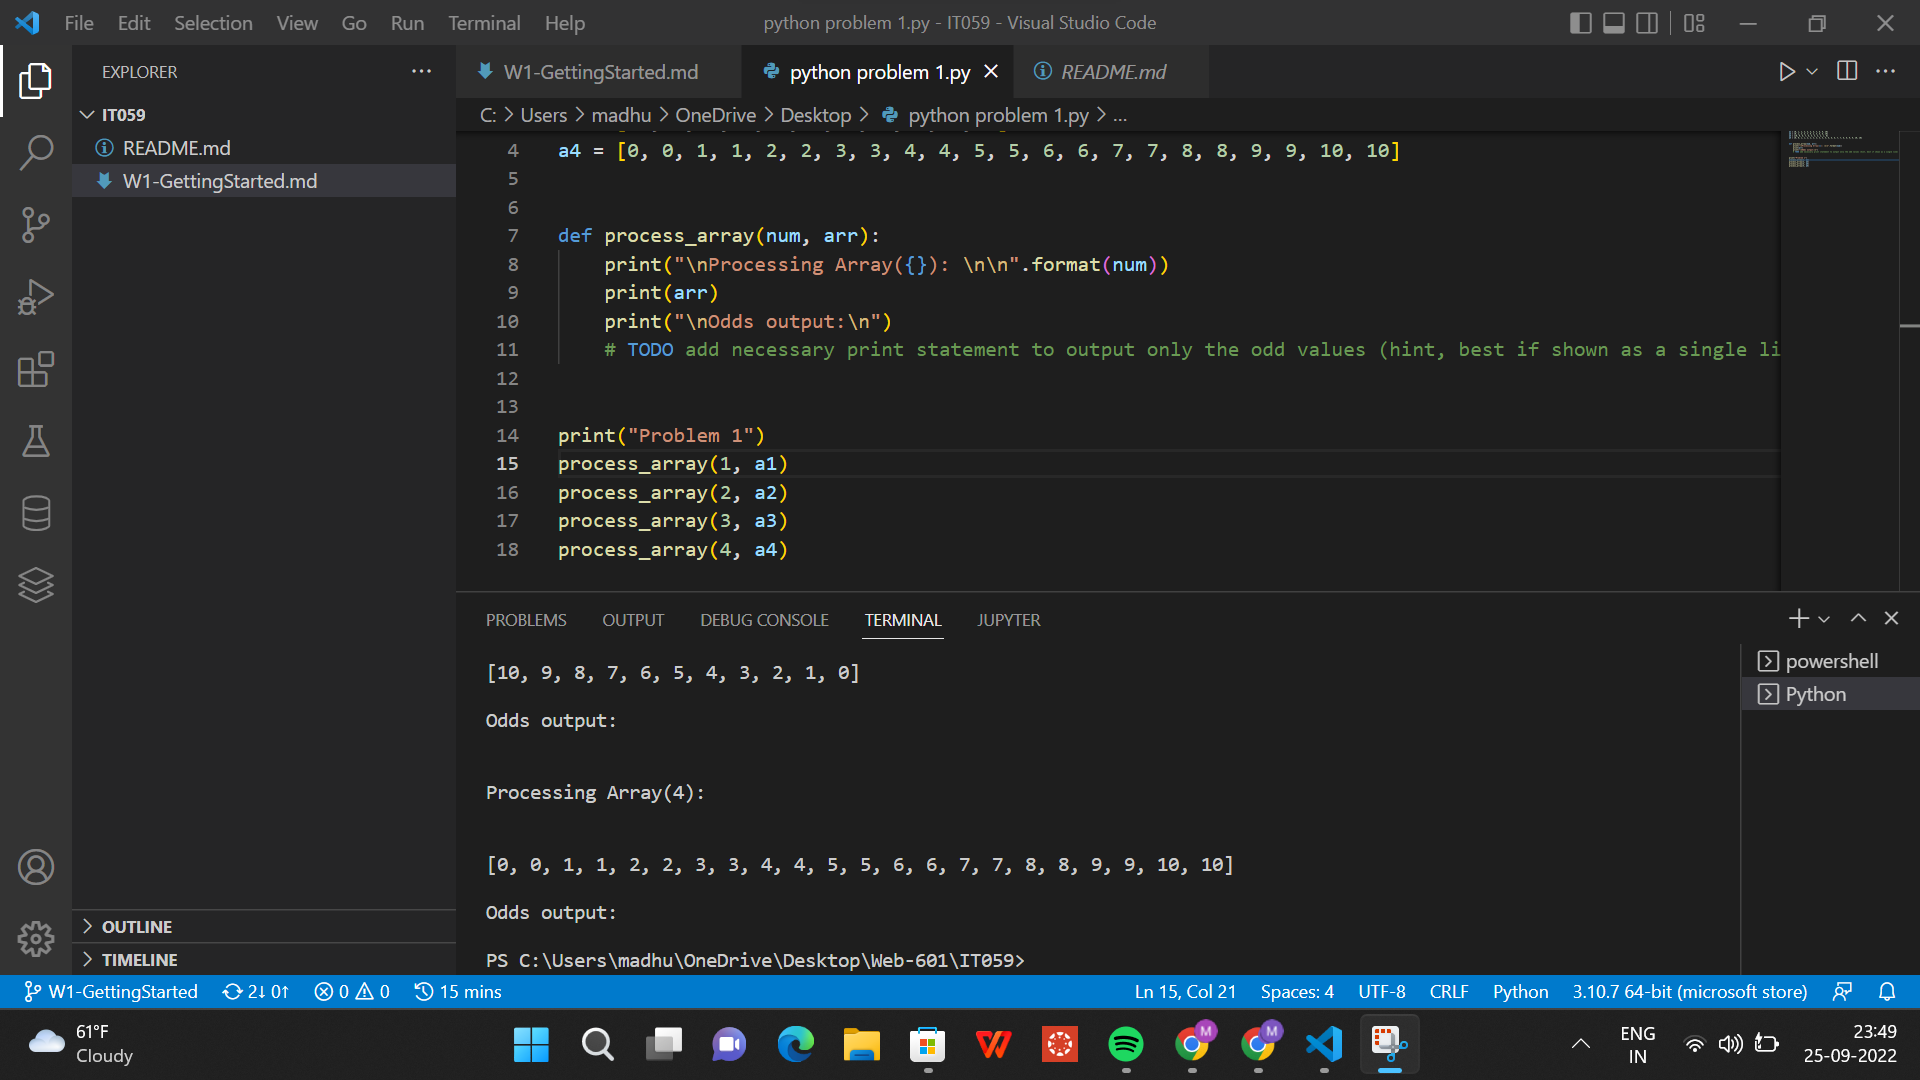 File Edit Selection View Go Run Terminal Help
python problem 1.py - IT059 - Visual Studio Code
EXPLORER
IT059
README.md
W1-GettingStarted.md
OUTLINE
TIMELINE
W1-GettingStarted.md
python problem 1.py
README.md
C: > Users > madhu > OneDrive > Desktop > python problem 1.py > ...
4 a4 = [0, 0, 1, 1, 2, 2, 3, 3, 4, 4, 5, 5, 6, 6, 7, 7, 8, 8, 9, 9, 10, 10]
5
6
7 def process_array(num, arr):
8 print("\nProcessing Array({}): \n\n".format(num))
9 print(arr)
10 print("\nOdds output:\n")
11 # TODO add necessary print statement to output only the odd values (hint, best if shown as a single li
12
13
14 print("Problem 1")
15 process_array(1, a1)
16 process_array(2, a2)
17 process_array(3, a3)
18 process_array(4, a4)
PROBLEMS OUTPUT DEBUG CONSOLE TERMINAL JUPYTER
[10, 9, 8, 7, 6, 5, 4, 3, 2, 1, 0]
Odds output:
Processing Array(4):
[0, 0, 1, 1, 2, 2, 3, 3, 4, 4, 5, 5, 6, 6, 7, 7, 8, 8, 9, 9, 10, 10]
Odds output:
PS C:\Users\madhu\OneDrive\Desktop\Web-601\IT059>
powershell
Python
W1-GettingStarted 2↓ 0↑ 0 0 15 mins
Ln 15, Col 21 Spaces: 4 UTF-8 CRLF Python 3.10.7 64-bit (microsoft store)
61°F
Cloudy
M
M
ENG
IN
23:49
25-09-2022